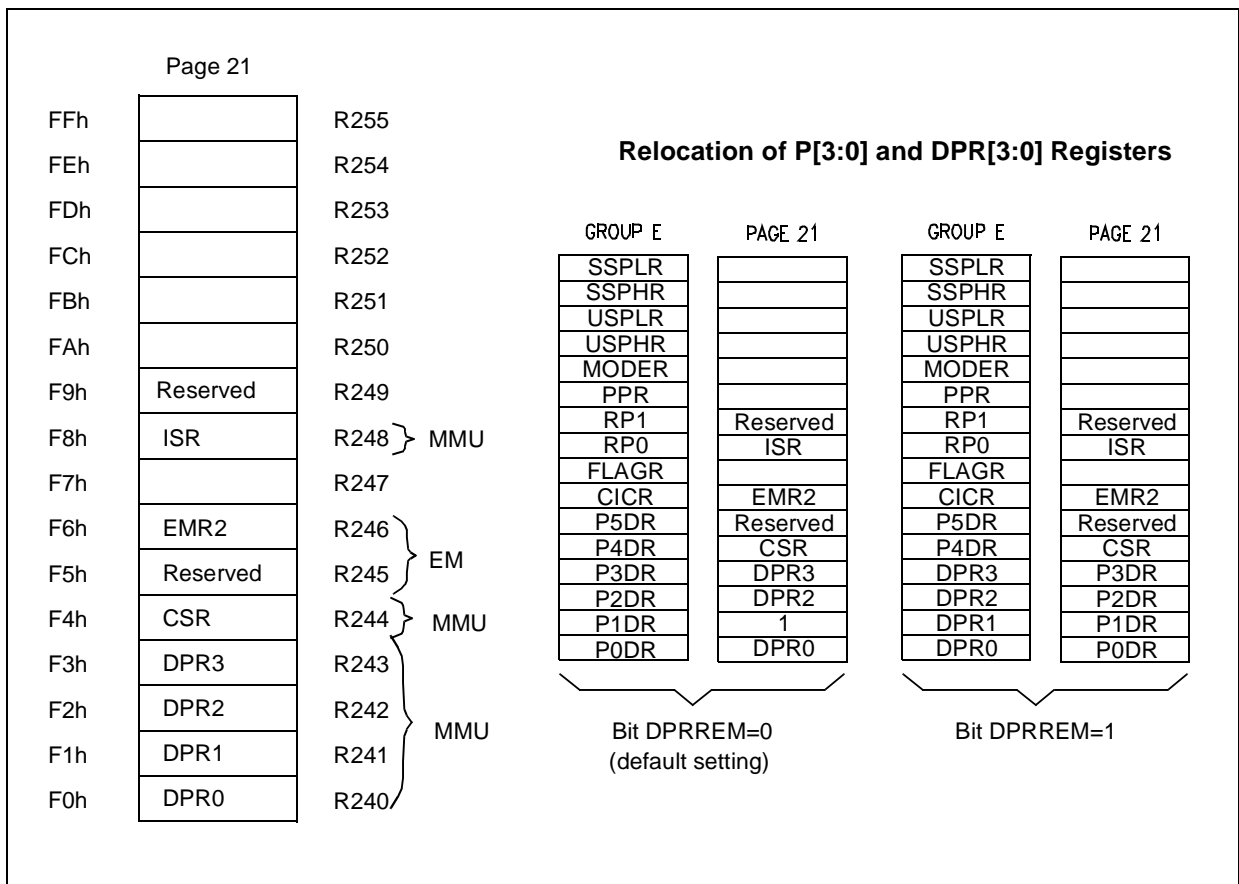 Page 21
FFh R255
FEh R254
FDh R253
FCh R252
FBh R251
FAh R250
F9h Reserved R249
F8h ISR R248 MMU
F7h R247
F6h EMR2 R246
EM
F5h Reserved R245
F4h CSR R244 MMU
F3h DPR3 R243
F2h DPR2 R242
MMU
F1h DPR1 R241
F0h DPR0 R240
Relocation of P[3:0] and DPR[3:0] Registers
GROUP E PAGE 21 GROUP E PAGE 21
SSPLR SSPLR
SSPHR SSPHR
USPLR USPLR
USPHR USPHR
MODER MODER
PPR PPR
RP1 Reserved RP1 Reserved
RP0 ISR RP0 ISR
FLAGR FLAGR
CICR EMR2 CICR EMR2
P5DR Reserved P5DR Reserved
P4DR CSR P4DR CSR
P3DR DPR3 DPR3 P3DR
P2DR DPR2 DPR2 P2DR
P1DR 1 DPR1 P1DR
P0DR DPR0 DPR0 P0DR
Bit DPRREM=0 Bit DPRREM=1
(default setting)